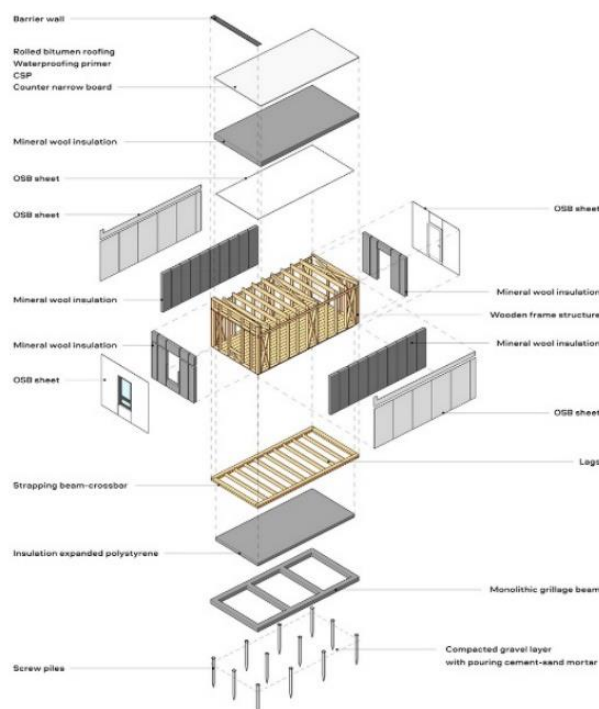 Barrier wall
Rolled bitumen roofing
Waterproofing primer
CSP
Counter narrow board
Mineral wool insulation
OSB sheet
OSB sheet
OSB sheet
Mineral wool insulation
Mineral wool insulation
Wooden frame structure
Mineral wool insulation
Mineral wool insulation
OSB sheet
OSB sheet
Lags
Strapping beam-crossbar
Insulation expanded polystyrene
Monolithic grillage beam
Compacted gravel layer
with pouring cement-sand mortar
Screw piles